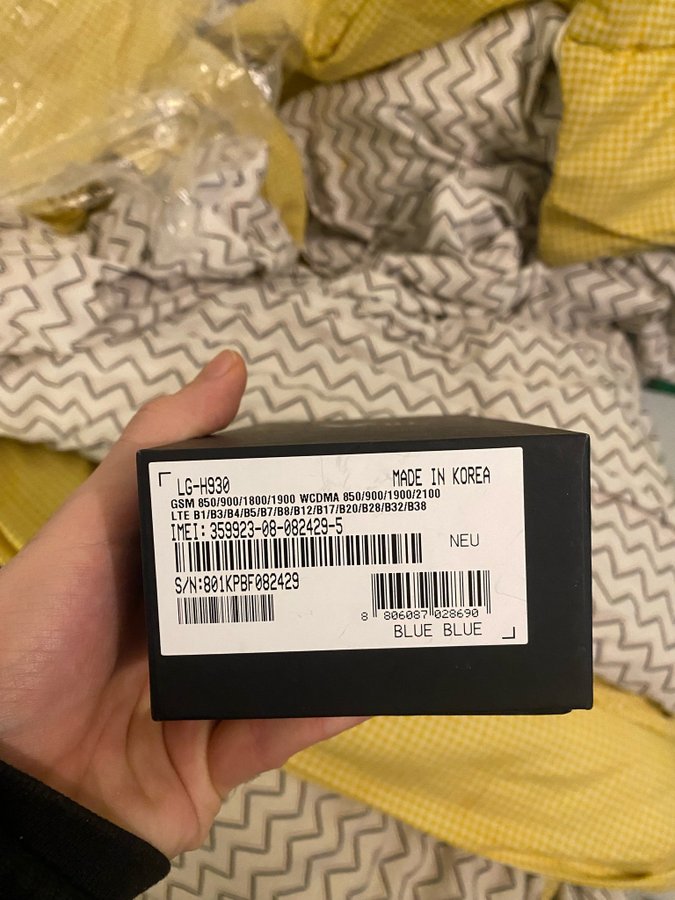 LG-H930
MADE IN KOREA
GSM 850/900/1800/1900 WCDMA 850/900/1900/2100
LTE B1/B3/B4/B5/B7/B8/B12/B17/B20/B28/B32/B38
IMEI: 359923-08-082429-5
NEU
S/N:801KPBF082429
8 806087 028690
BLUE BLUE